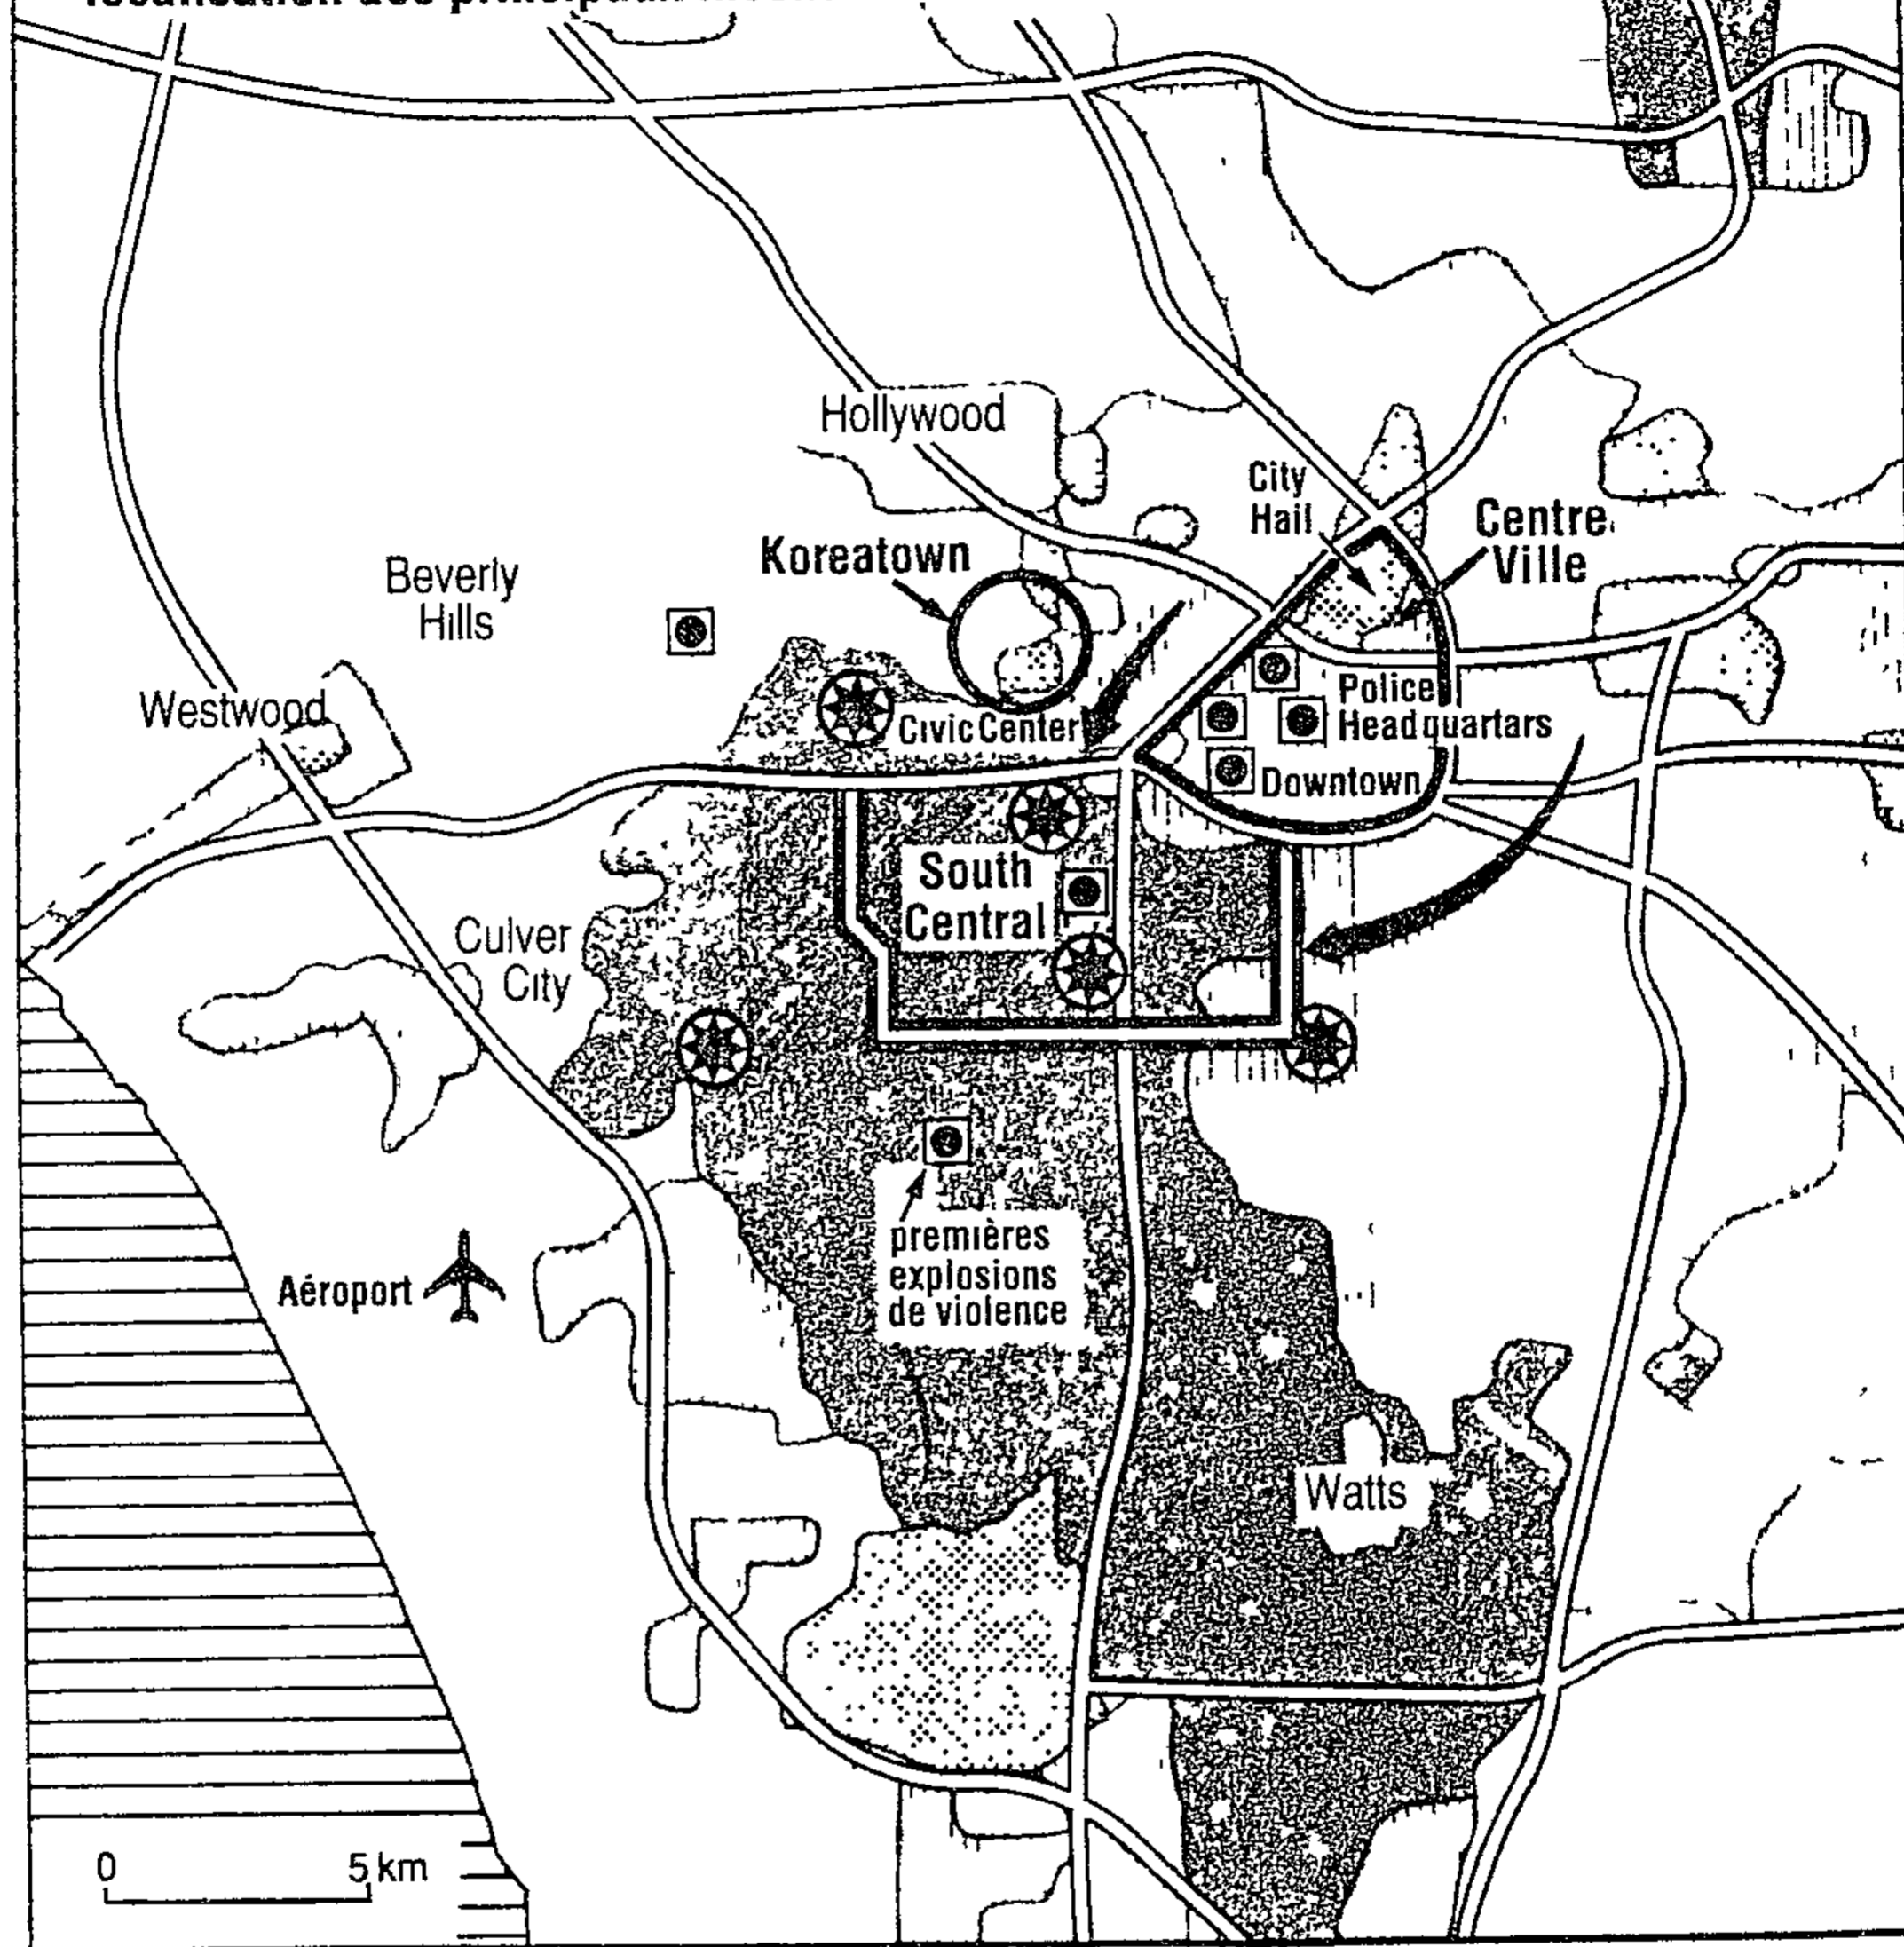 Hollywood
City
Hail
Centre
Ville
Koreatown
Beverly
Hills
Westwood
Civic Center
Police
Headquartars
Downtown
South
Central
Culver
City
premières
explosions
de violence
Aéroport
Watts
0 5 km